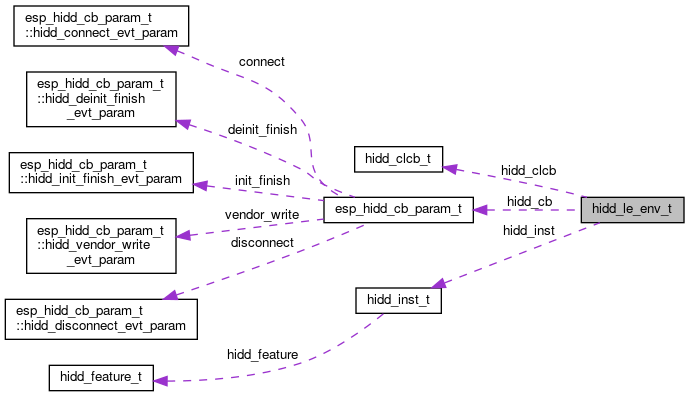 esp_hidd_cb_param_t
::hidd_connect_evt_param
connect
esp_hidd_cb_param_t
::hidd_deinit_finish
_evt_param
deinit_finish
hidd_clcb_t
hidd_clcb
esp_hidd_cb_param_t
::hidd_init_finish_evt_param
init_finish
esp_hidd_cb_param_t
hidd_cb
hidd_le_env_t
vendor_write
esp_hidd_cb_param_t
::hidd_vendor_write
_evt_param
disconnect
hidd_inst
esp_hidd_cb_param_t
::hidd_disconnect_evt_param
hidd_inst_t
hidd_feature
hidd_feature_t